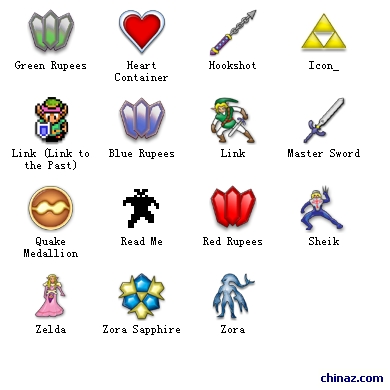 Green Rupees
Heart
Container
Hookshot
Icon_
Link (Link to
the Past)
Blue Rupees
Link
Master Sword
Quake
Medallion
Read Me
Red Rupees
Sheik
Zelda
Zora Sapphire
Zora
chinaz.com